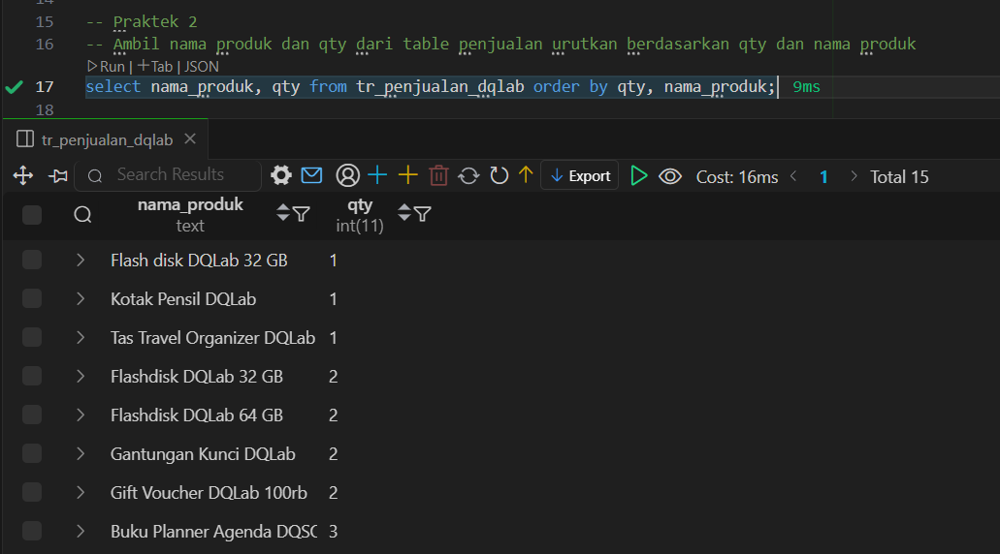 15 -- Praktek 2
16 -- Ambil nama produk dan qty dari table penjualan urutkan berdasarkan qty dan nama produk
Run | Tab | JSON
17 select nama_produk, qty from tr_penjualan_dqlab order by qty, nama_produk; 9ms
18
tr_penjualan_dqlab
Search Results Export Cost: 16ms 1 Total 15
nama_produk qty
text int(11)
Flash disk DQLab 32 GB 1
Kotak Pensil DQLab 1
Tas Travel Organizer DQLab 1
Flashdisk DQLab 32 GB 2
Flashdisk DQLab 64 GB 2
Gantungan Kunci DQLab 2
Gift Voucher DQLab 100rb 2
Buku Planner Agenda 3